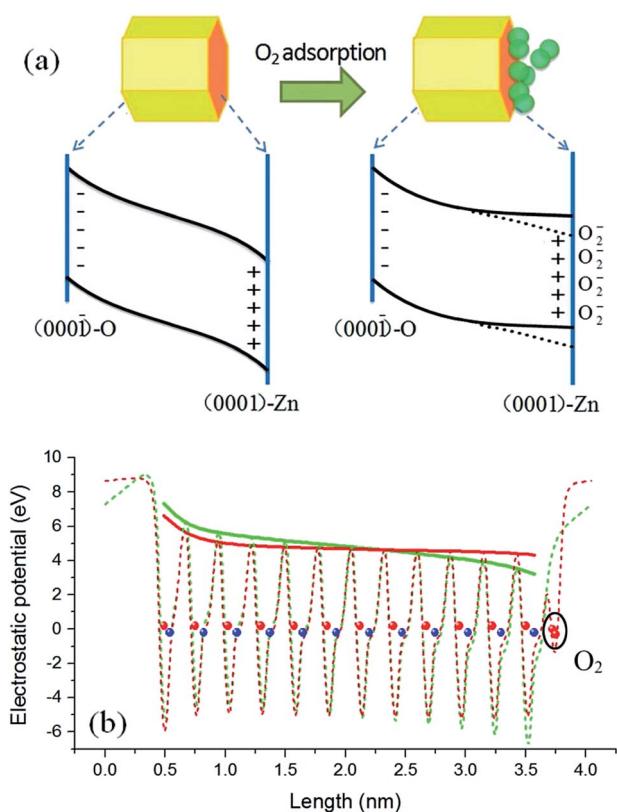 (a)
O₂ adsorption
- - - - -
- - - - -
+ + + + +
+ + + + +
O₂⁻
O₂⁻
O₂⁻
O₂⁻
(0001̄)-O
(0001̄)-O
(0001)-Zn
(0001)-Zn
10
8
6
4
2
0
-2
-4
-6
Electrostatic potential (eV)
O₂
(b)
0.0 0.5 1.0 1.5 2.0 2.5 3.0 3.5 4.0
Length (nm)